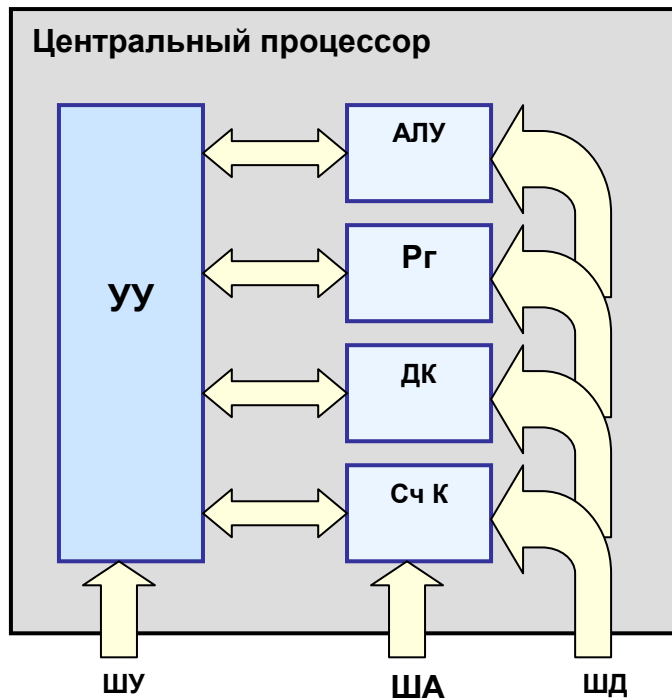 Центральный процессор
АЛУ
УУ
Рг
ДК
Сч К
ШУ
ША
ШД